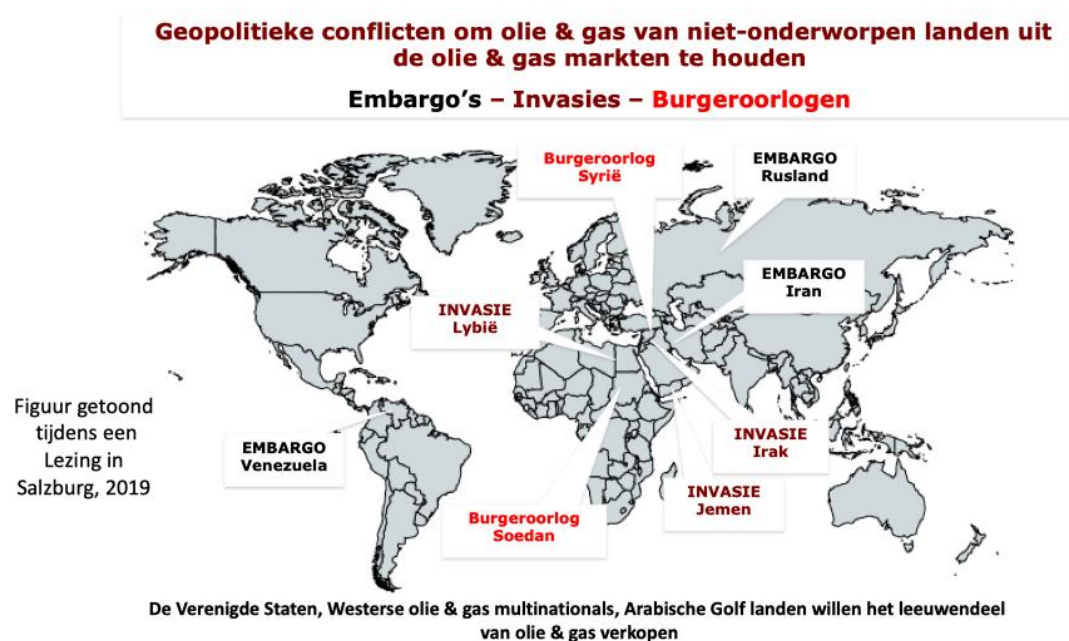 Geopolitieke conflicten om olie & gas van niet-onderworpen landen uit
de olie & gas markten te houden
Embargo’s – Invasies – Burgeroorlogen
Burgeroorlog
Syrië
EMBARGO
Rusland
EMBARGO
Iran
INVASIE
Lybië
Figuur getoond
tijdens een
Lezing in
Salzburg, 2019
EMBARGO
Venezuela
INVASIE
Irak
INVASIE
Jemen
Burgeroorlog
Soedan
De Verenigde Staten, Westerse olie & gas multinationals, Arabische Golf landen willen het leeuwendeel
van olie & gas verkopen